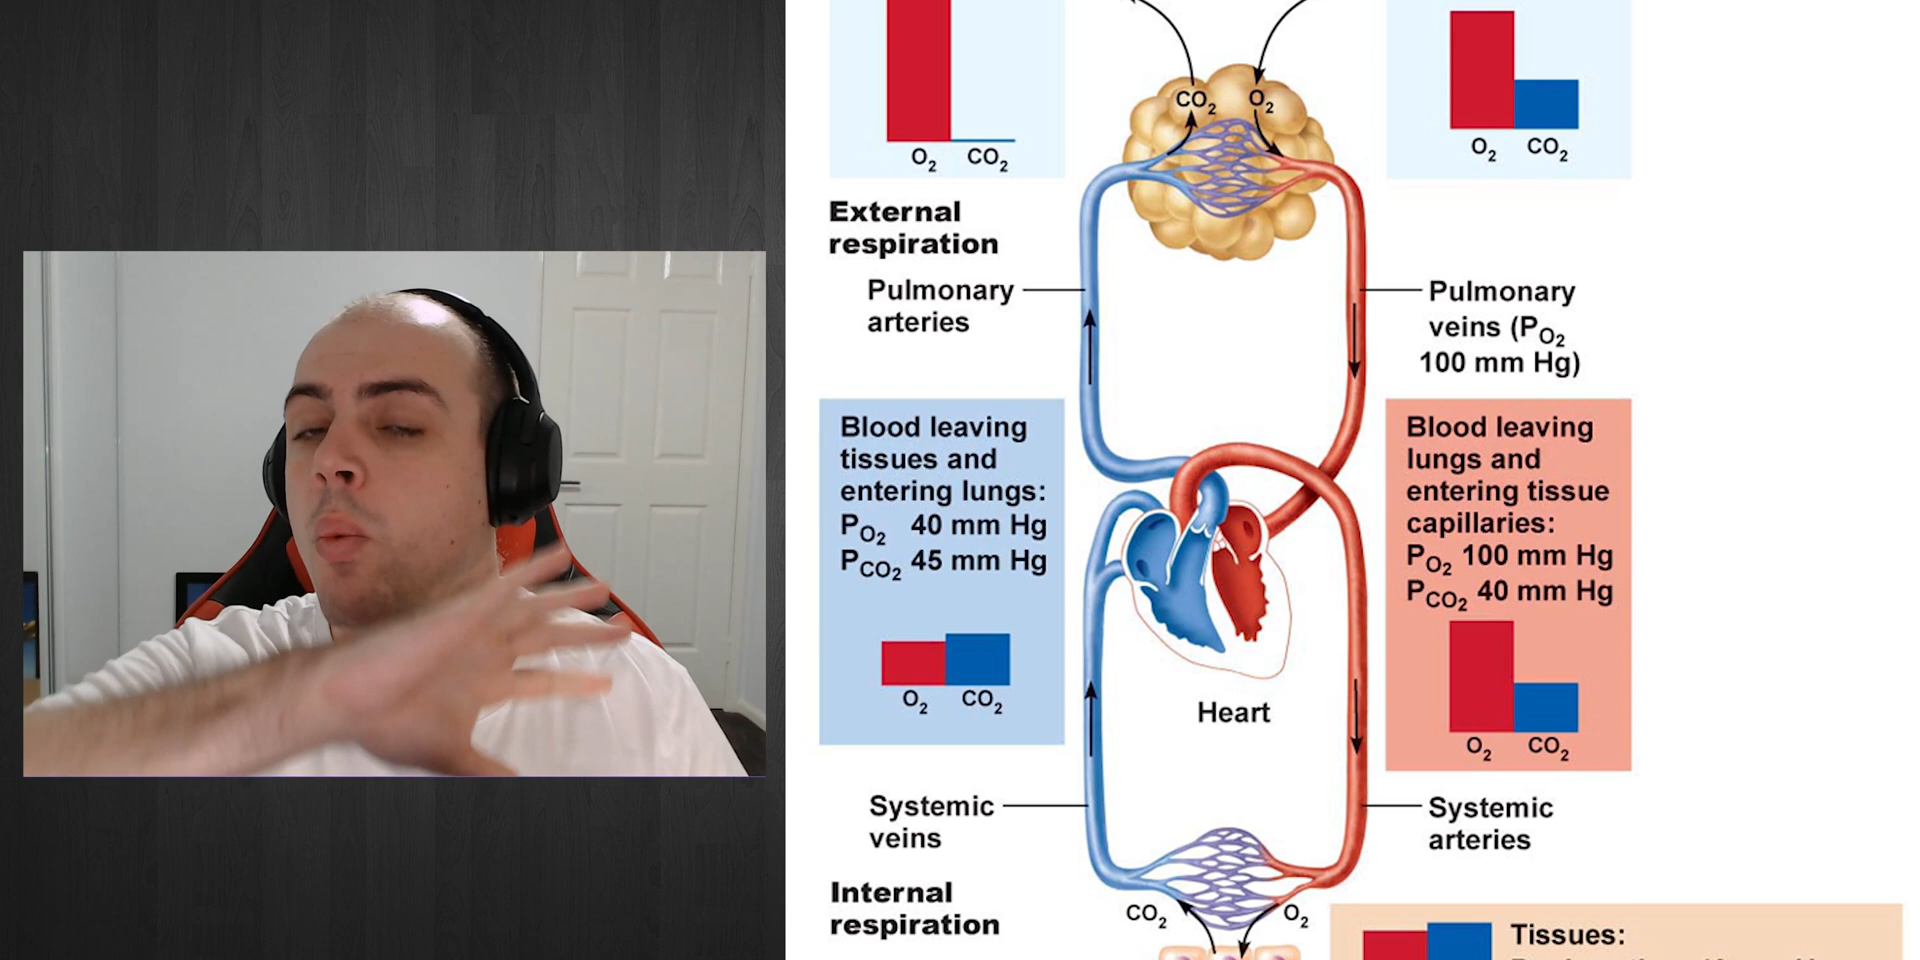 O2 CO2
O2 CO2
CO2 O2
External
respiration
Pulmonary
arteries
Pulmonary
veins (PO2
100 mm Hg)
Blood leaving
tissues and
entering lungs:
PO2 40 mm Hg
PCO2 45 mm Hg
O2 CO2
Blood leaving
lungs and
entering tissue
capillaries:
PO2 100 mm Hg
PCO2 40 mm Hg
O2 CO2
Heart
Systemic
veins
Systemic
arteries
Internal
respiration
CO2 O2
Tissues: